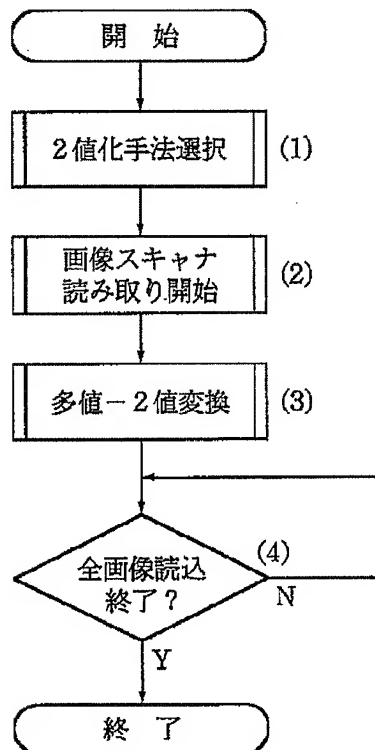 開 始
2値化手法選択
(1)
画像スキャナ
読み取り開始
(2)
多値－2値変換
(3)
全画像読込
終了？
(4)
N
Y
終 了